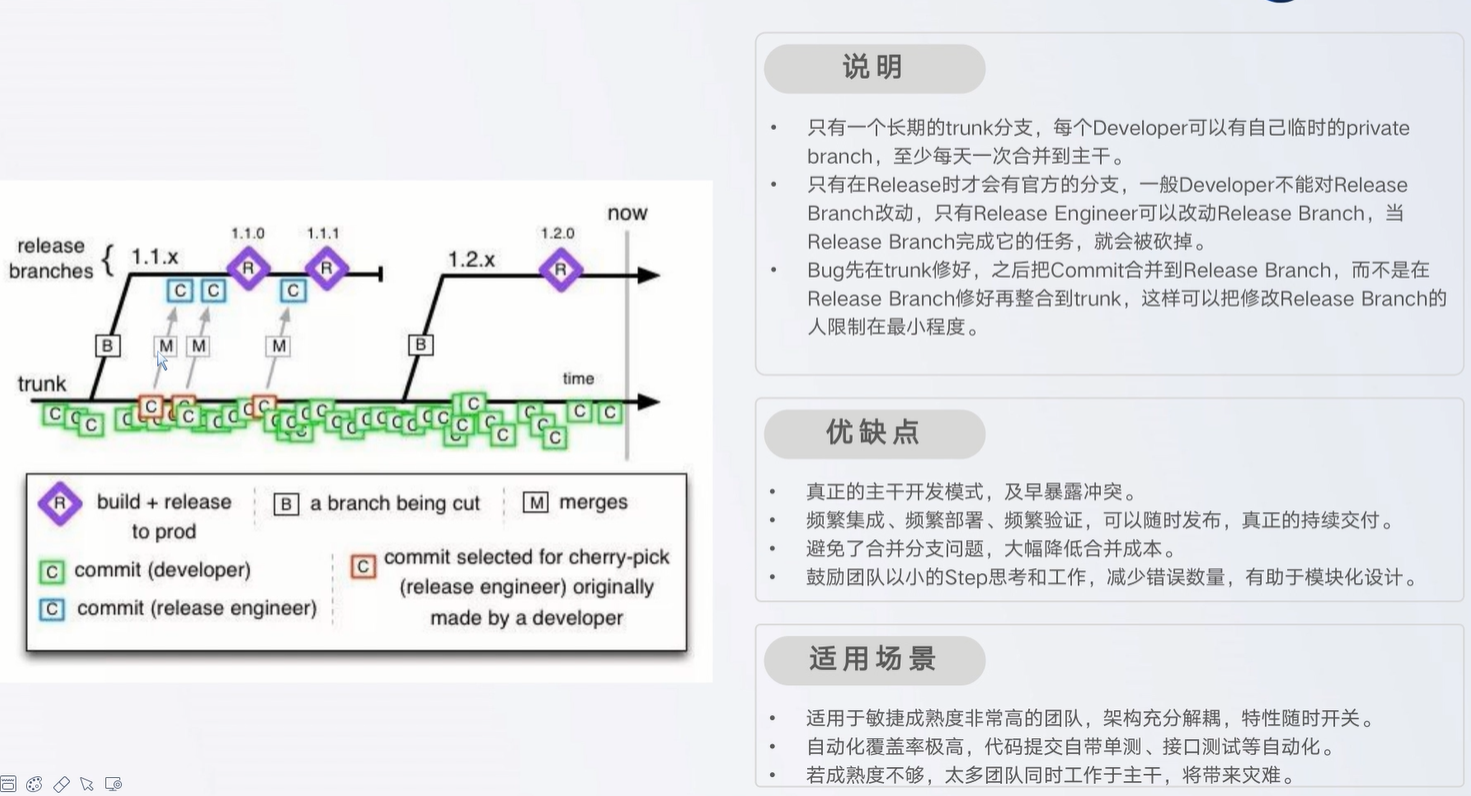 now
1.1.0
1.1.1
1.2.0
release
branches
{
1.1.x
1.2.x
R
R
R
C
C
C
B
M
M
M
B
trunk
time
R
build + release
to prod
B
a branch being cut
M
merges
C
commit (developer)
C
commit (release engineer)
C
commit selected for cherry-pick
(release engineer) originally
made by a developer
说明
• 只有一个长期的trunk分支，每个Developer可以有自己临时的private
branch，至少每天一次合并到主干。
• 只有在Release时才会有官方的分支，一般Developer不能对Release
Branch改动，只有Release Engineer可以改动Release Branch，当
Release Branch完成它的任务，就会被砍掉。
• Bug先在trunk修好，之后把Commit合并到Release Branch，而不是在
Release Branch修好再整合到trunk，这样可以把修改Release Branch的
人限制在最小程度。
优缺点
• 真正的主干开发模式，及早暴露冲突。
• 频繁集成、频繁部署、频繁验证，可以随时发布，真正的持续交付。
• 避免了合并分支问题，大幅降低合并成本。
• 鼓励团队以小的Step思考和工作，减少错误数量，有助于模块化设计。
适用场景
• 适用于敏捷成熟度非常高的团队，架构充分解耦，特性随时开关。
• 自动化覆盖率极高，代码提交自带单测、接口测试等自动化。
• 若成熟度不够，太多团队同时工作于主干，将带来灾难。